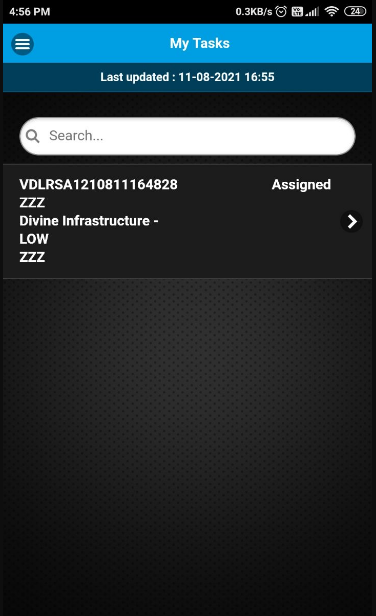 4:56 PM 0.3KB/s 24
My Tasks
Last updated : 11-08-2021 16:55
Search...
VDLRSA1210811164828 Assigned
ZZZ
Divine Infrastructure -
LOW
ZZZ